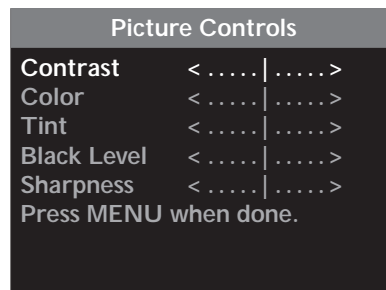 Picture Controls
Contrast < . . . . . | . . . . . >
Color < . . . . . | . . . . . >
Tint < . . . . . | . . . . . >
Black Level < . . . . . | . . . . . >
Sharpness < . . . . . | . . . . . >
Press MENU when done.